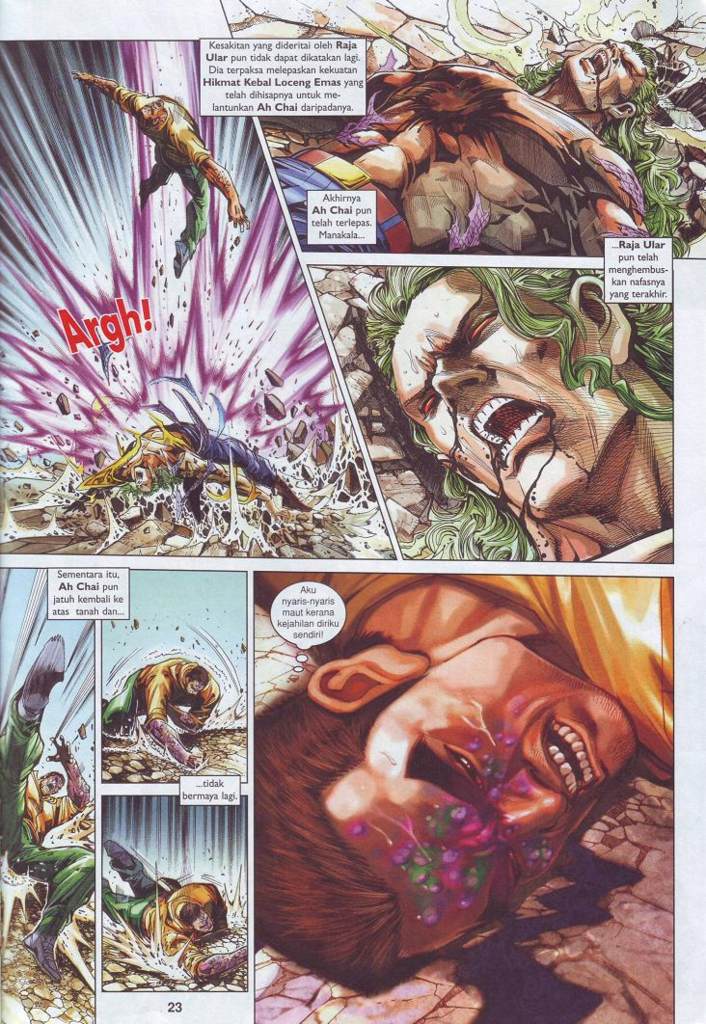 Kesakitan yang dideritai oleh Raja
Ular pun tidak dapat dikatakan lagi.
Dia terpaksa melepaskan kekuatan
Hikmat Kebal Loceng Emas yang
telah dihisapnya untuk me-
lantunkan Ah Chai daripadanya.
Argh!
Akhirnya
Ah Chai pun
telah terlepas.
Manakala...
...Raja Ular
pun telah
menghembus-
kan nafasnya
yang terakhir.
Sementara itu,
Ah Chai pun
jatuh kembali ke
atas tanah dan...
...tidak
bermaya lagi.
Aku
nyaris-nyaris
maut kerana
kejahilan diriku
sendiri!
23